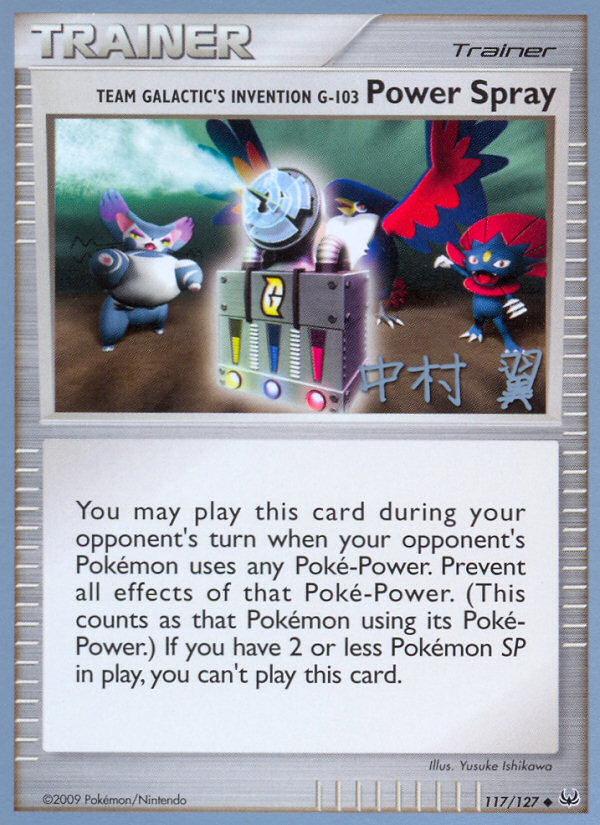 TRAINER
Trainer
TEAM GALACTIC'S INVENTION G-103 Power Spray
G
中村 翼
You may play this card during your
opponent's turn when your opponent's
Pokémon uses any Poké-Power. Prevent
all effects of that Poké-Power. (This
counts as that Pokémon using its Poké-
Power.) If you have 2 or less Pokémon SP
in play, you can't play this card.
Illus. Yusuke Ishikawa
©2009 Pokémon/Nintendo
117/127